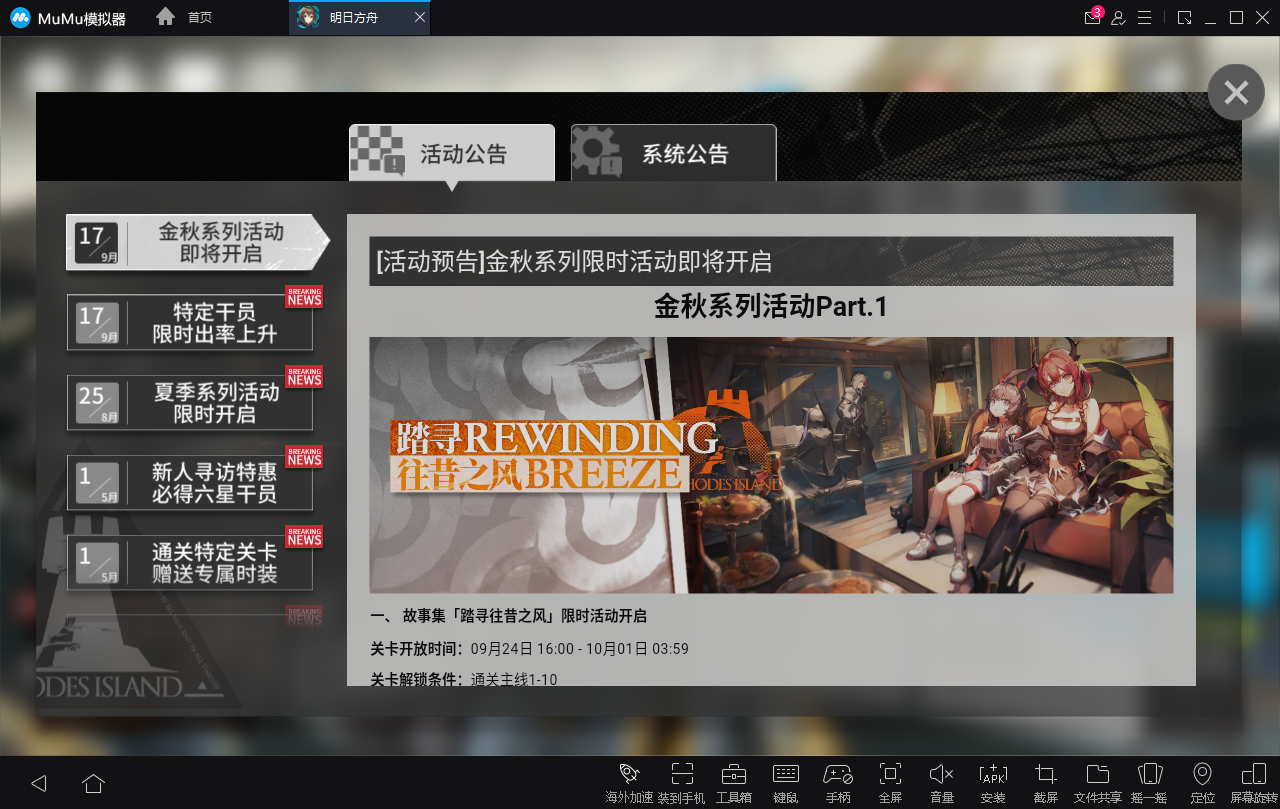 MuMu模拟器
首页
明日方舟
3
活动公告
系统公告
17
9月
金秋系列活动
即将开启
17
9月
特定干员
限时出率上升
BREAKING
NEWS
25
8月
夏季系列活动
限时开启
BREAKING
NEWS
1
5月
新人寻访特惠
必得六星干员
BREAKING
NEWS
1
5月
通关特定关卡
赠送专属时装
BREAKING
NEWS
BREAKING
NEWS
ODES ISLAND
[活动预告]金秋系列限时活动即将开启
金秋系列活动Part.1
踏寻REWINDING
往昔之风BREEZE
HODES ISLAND
一、 故事集「踏寻往昔之风」限时活动开启
关卡开放时间：09月24日 16:00 - 10月01日 03:59
关卡解锁条件：通关主线1-10
APK
海外加速
装到手机
工具箱
键鼠
手柄
全屏
音量
安装
截屏
文件共享
摇一摇
定位
屏幕旋转